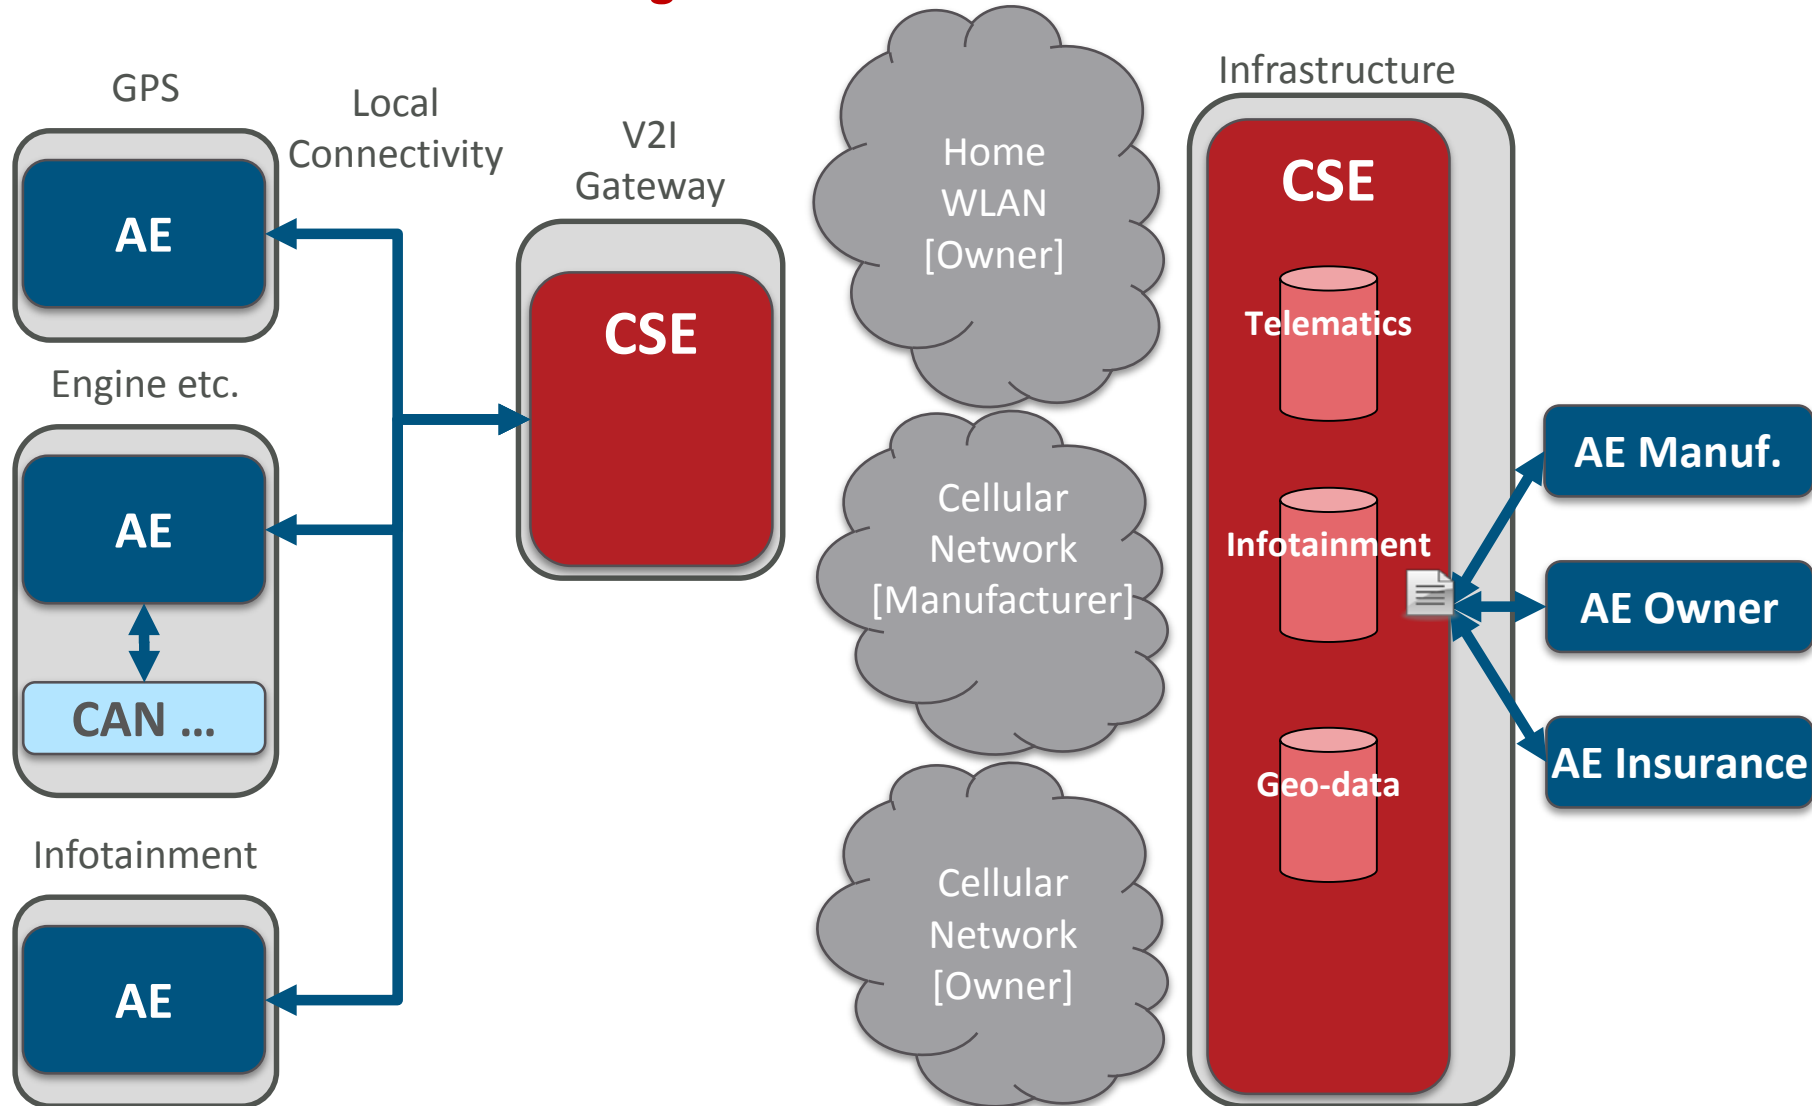 g
GPS
Local
Connectivity
V2I
Gateway
AE
CSE
Engine etc.
AE
CAN ...
Infotainment
AE
Home
WLAN
[Owner]
Cellular
Network
[Manufacturer]
Cellular
Network
[Owner]
Infrastructure
CSE
Telematics
Infotainment
Geo-data
AE Manuf.
AE Owner
AE Insurance